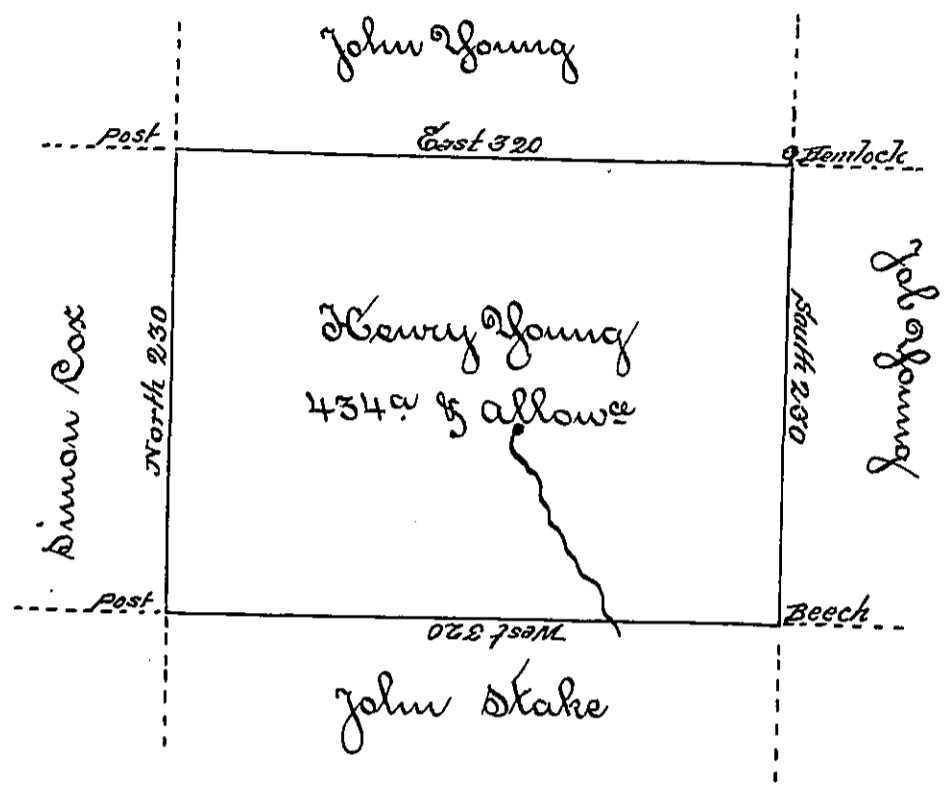 John Young
Post
East 320
Hemlock
Simon Cox
North 230
Henry Young
434a. & allowce
South 230
Job Young
Post
West 320
Beech
John Stake